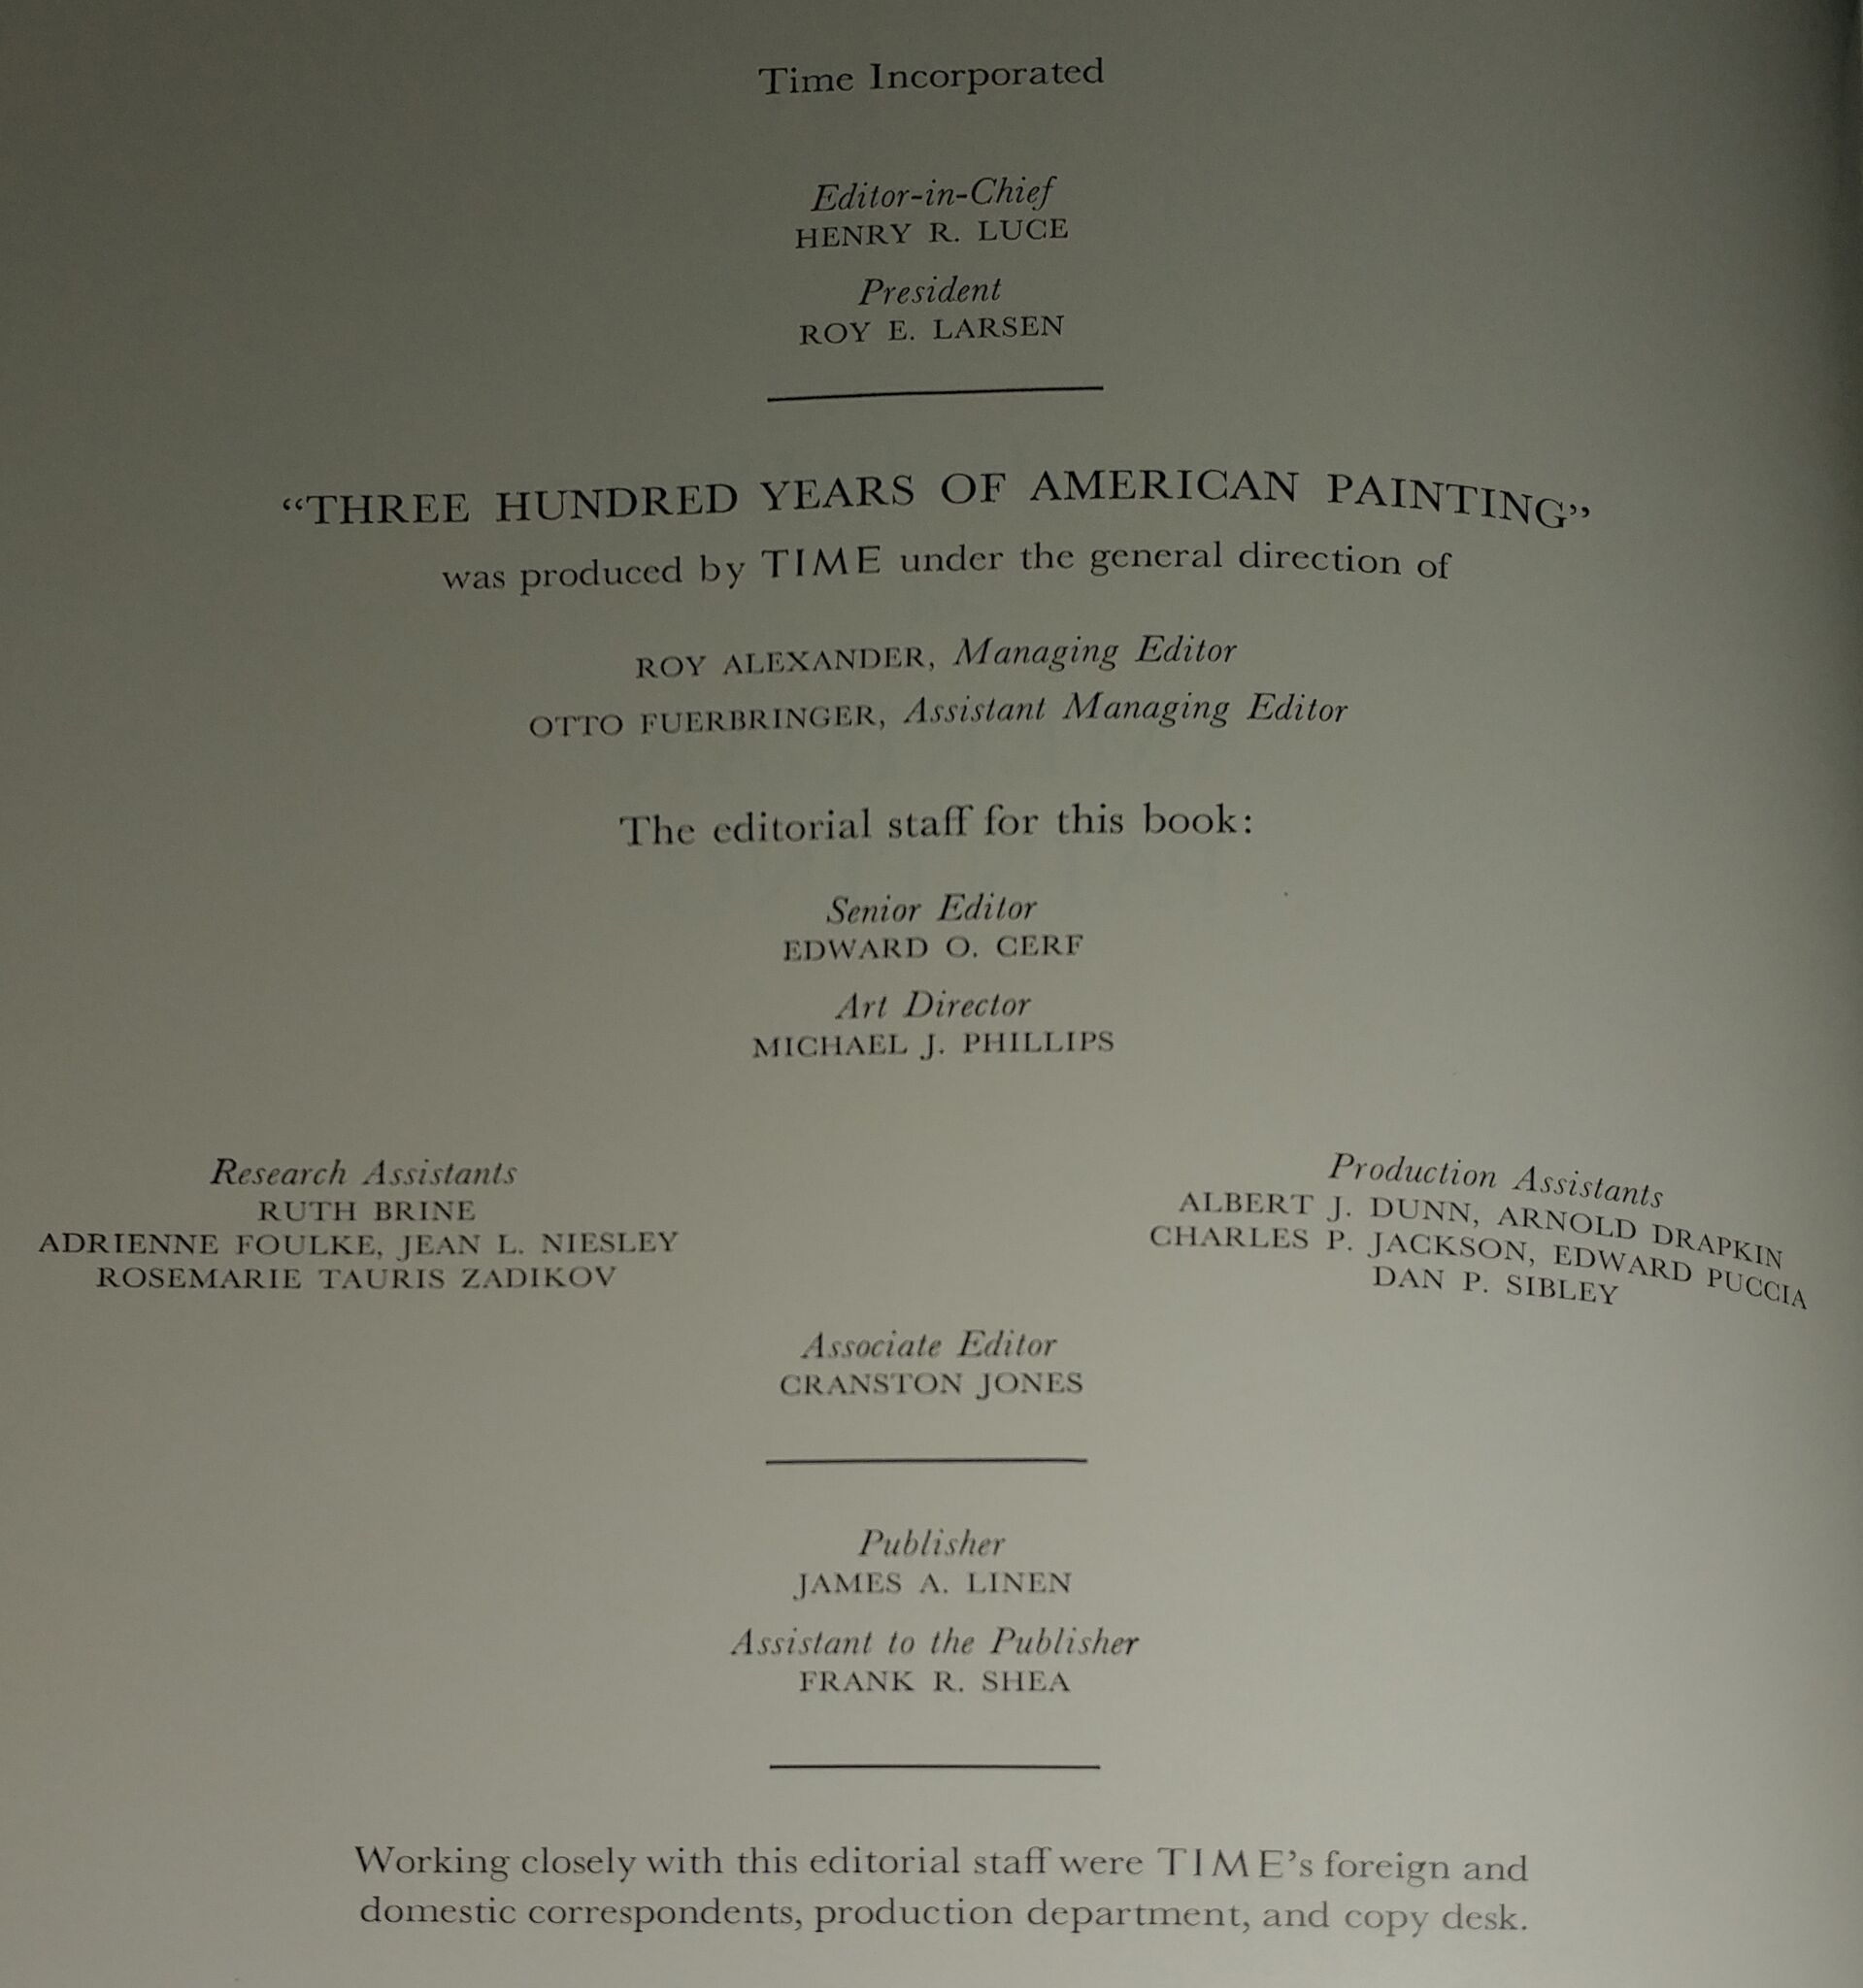 Time Incorporated
Editor-in-Chief
HENRY R. LUCE
President
ROY E. LARSEN
“THREE HUNDRED YEARS OF AMERICAN PAINTING”
was produced by TIME under the general direction of
ROY ALEXANDER, Managing Editor
OTTO FUERBRINGER, Assistant Managing Editor
The editorial staff for this book:
Senior Editor
EDWARD O. CERF
Art Director
MICHAEL J. PHILLIPS
Research Assistants
RUTH BRINE
ADRIENNE FOULKE, JEAN L. NIESLEY
ROSEMARIE TAURIS ZADIKOV
Production Assistants
ALBERT J. DUNN, ARNOLD DRAPKIN
CHARLES P. JACKSON, EDWARD PUCCIA
DAN P. SIBLEY
Associate Editor
CRANSTON JONES
Publisher
JAMES A. LINEN
Assistant to the Publisher
FRANK R. SHEA
Working closely with this editorial staff were TIME’s foreign and
domestic correspondents, production department, and copy desk.